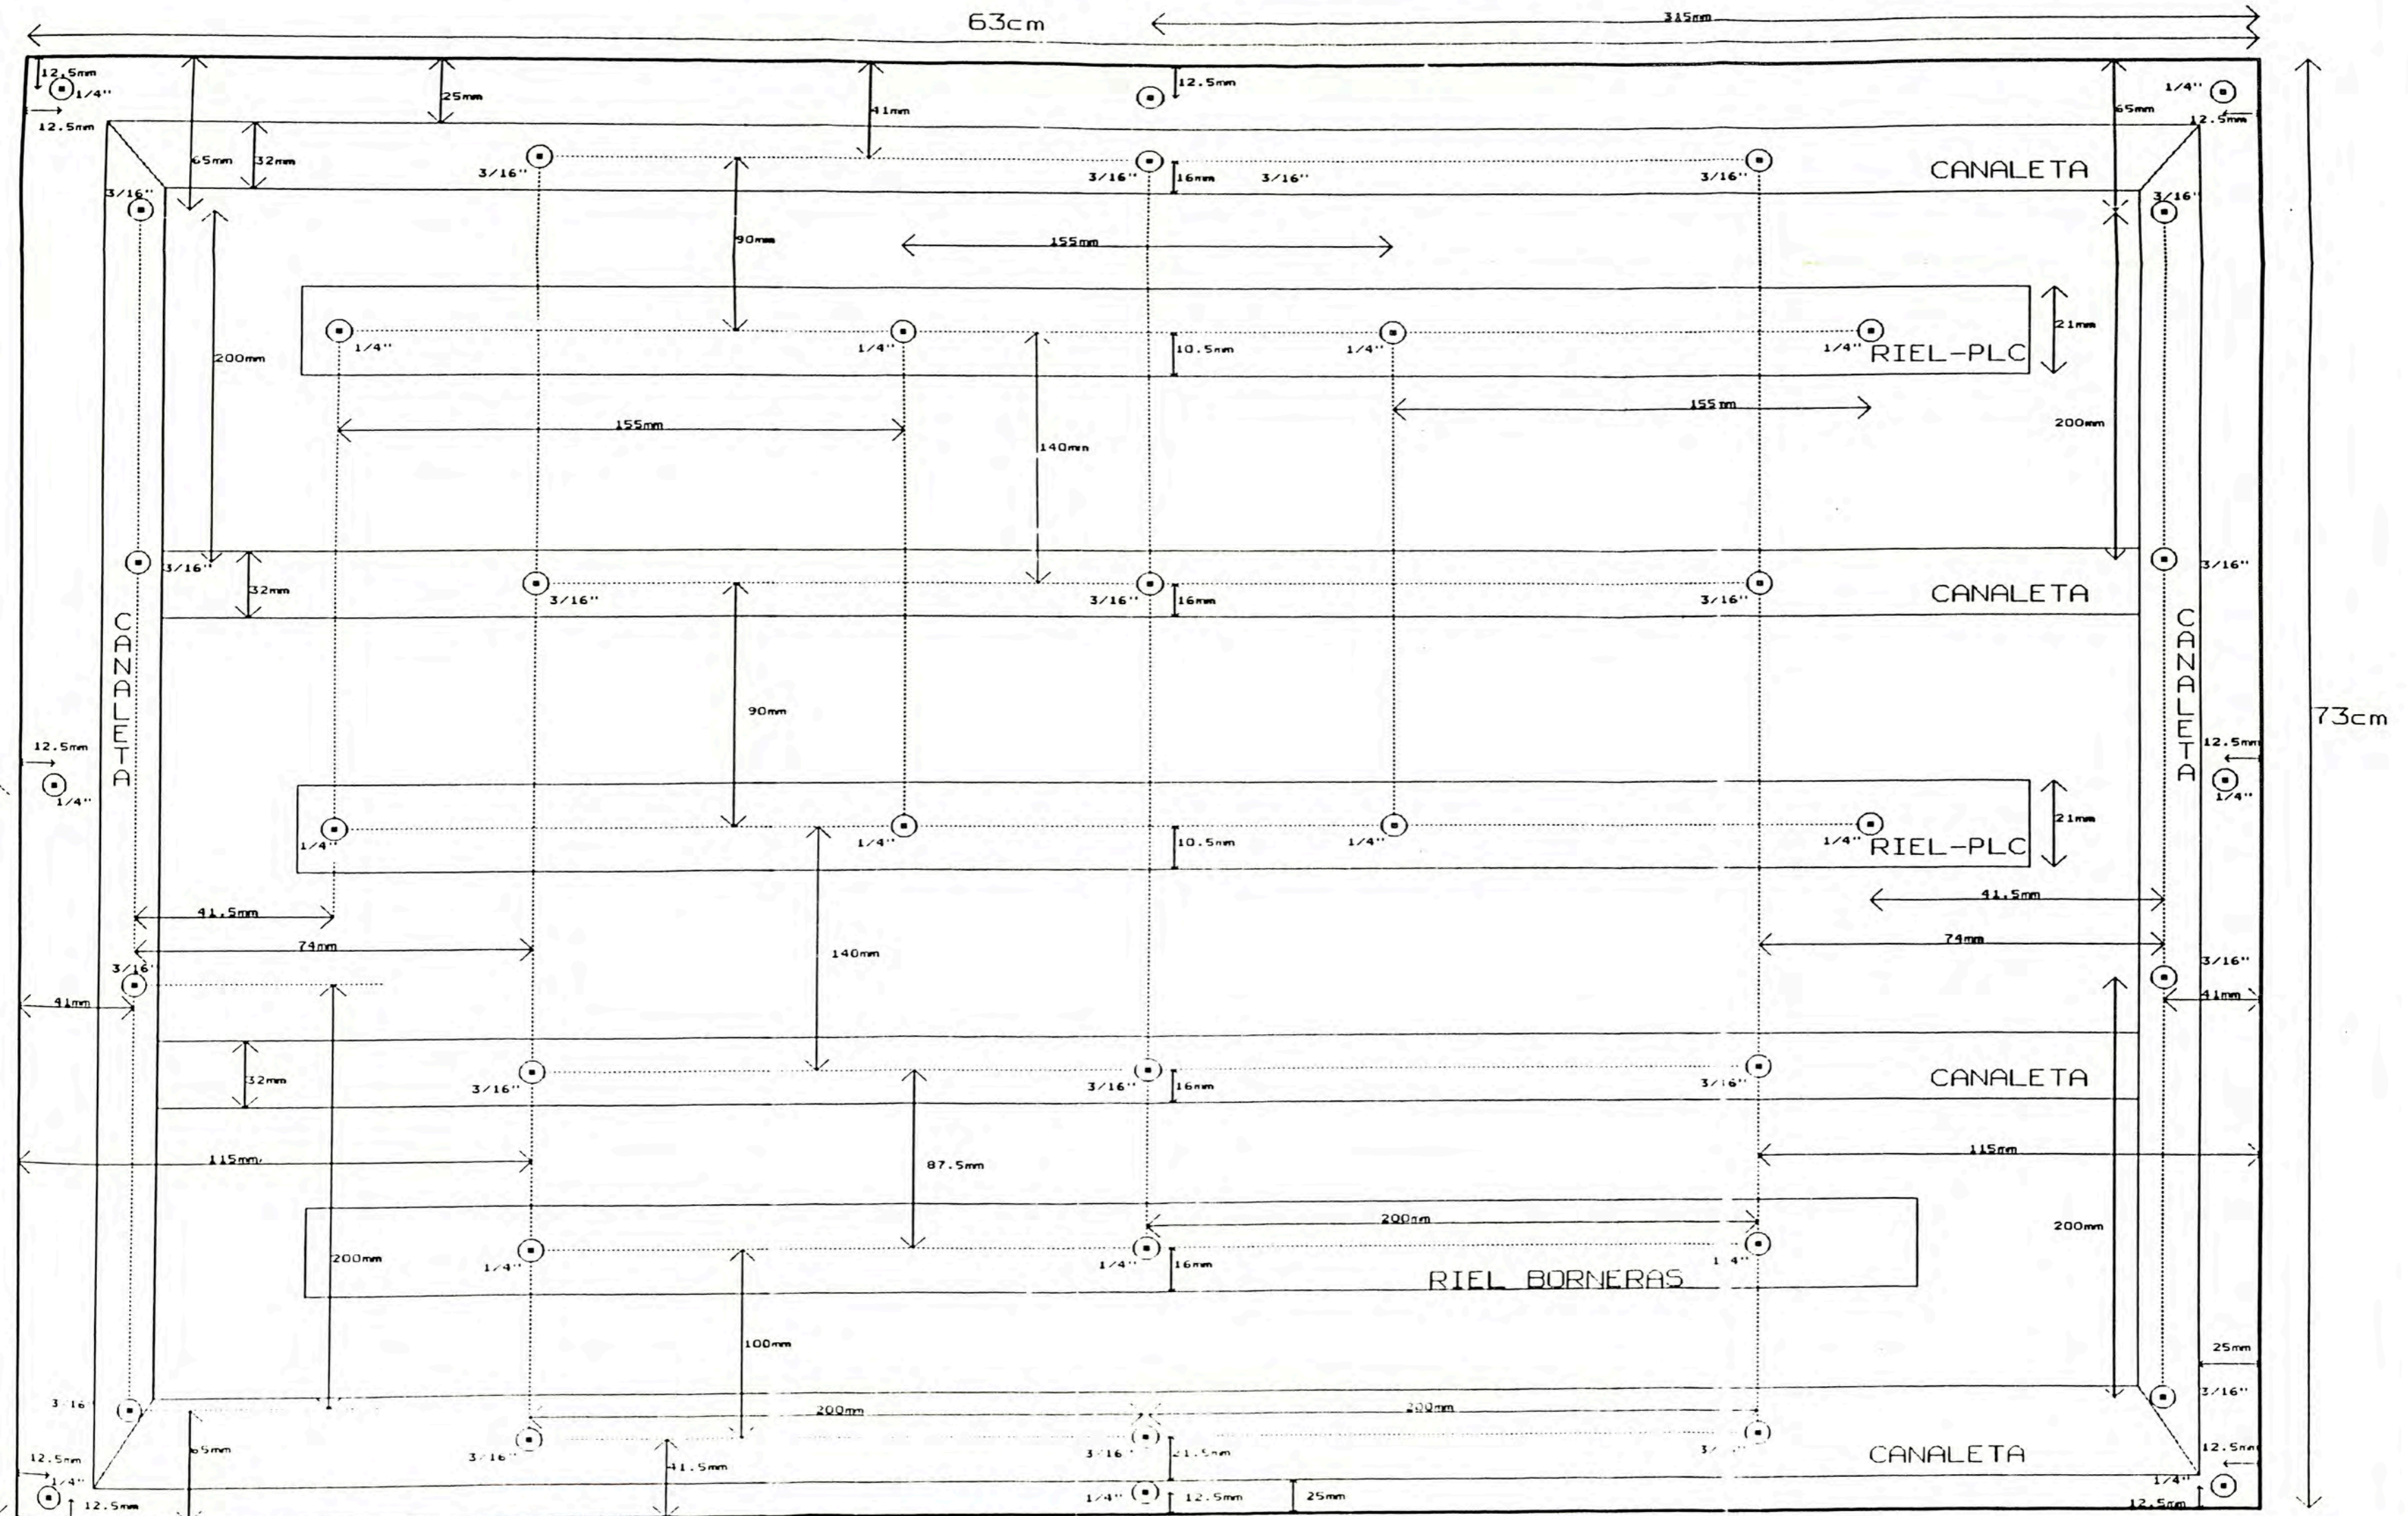 63cm 315mm
12.5mm 12.5mm 1/4"
1/4" 25mm 41mm 65mm
12.5mm 12.5mm
65mm 32mm CANALETA
3/16" 3/16" 16mm 3/16" 3/16"
3/16" 3/16"
90mm 155mm
21mm
1/4" 1/4" 10.5mm 1/4" 1/4" RIEL-PLC
200mm
155mm 155mm 200mm
140mm
3/16" 3/16"
32mm 3/16" 3/16" 16mm 3/16" CANALETA
CANALETA
CANALETA
90mm
73cm
12.5mm 12.5mm
1/4" 1/4"
21mm
1/4" 1/4" 10.5mm 1/4" 1/4" RIEL-PLC
41.5mm 41.5mm
74mm 140mm 74mm
3/16" 3/16"
41mm 41mm
32mm 3/16" 3/16" 16mm 3/16" CANALETA
115mm 87.5mm 115mm
200mm 200mm
200mm 1/4" 1/4" 16mm 1 4"
RIEL BORNERAS
100mm 25mm
3/16 3/16"
200mm 200mm
65mm 3/16" 3/16 21.5mm CANALETA 12.5mm
12.5mm 41.5mm
1/4" 1/4"
12.5mm 1/4" 12.5mm 25mm 12.5mm